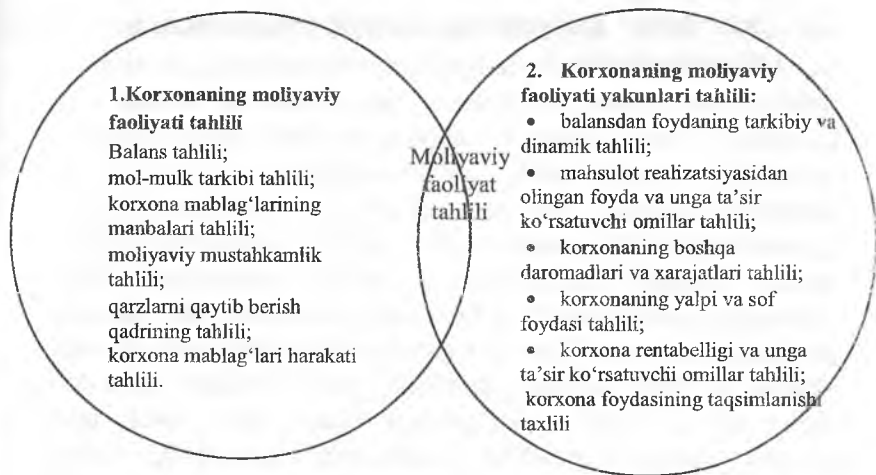 1.Korxonaning moliyaviy
faoliyati tahlili
Balans tahlili;
mol-mulk tarkibi tahlili;
korxona mablag‘larining
manbalari tahlili;
moliyaviy mustahkamlik
tahlili;
qarzlarni qaytib berish
qadrining tahlili;
korxona mablag‘lari harakati
tahlili.
Moliyaviy
faoliyat
tahlili
2. Korxonaning moliyaviy
faoliyati yakunlari tahlili:
• balansdan foydaning tarkibiy va
dinamik tahlili;
• mahsulot realizatsiyasidan
olingan foyda va unga ta’sir
ko‘rsatuvchi omillar tahlili;
• korxonaning boshqa
daromadlari va xarajatlari tahlili;
• korxonaning yalpi va sof
foydasi tahlili;
• korxona rentabelligi va unga
ta’sir ko‘rsatuvchi omillar tahlili;
korxona foydasining taqsimlanishi
taxlili